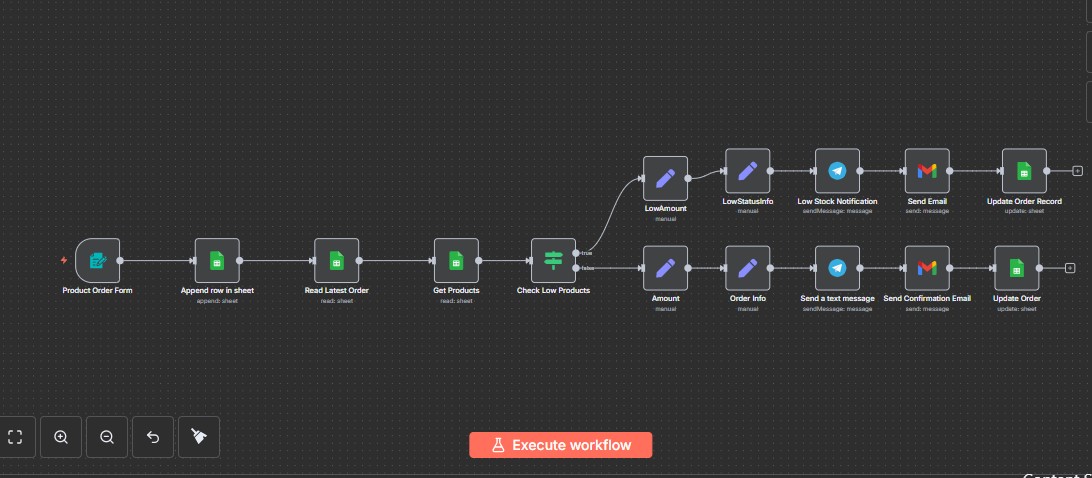 Product Order Form
Append row in sheet
append: sheet
Read Latest Order
read: sheet
Get Products
read: sheet
Check Low Products
true
false
LowAmount
manual
LowStatusInfo
manual
Low Stock Notification
sendMessage: message
Send Email
send: message
Update Order Record
update: sheet
Amount
manual
Order Info
manual
Send a text message
sendMessage: message
Send Confirmation Email
send: message
Update Order
update: sheet
Execute workflow